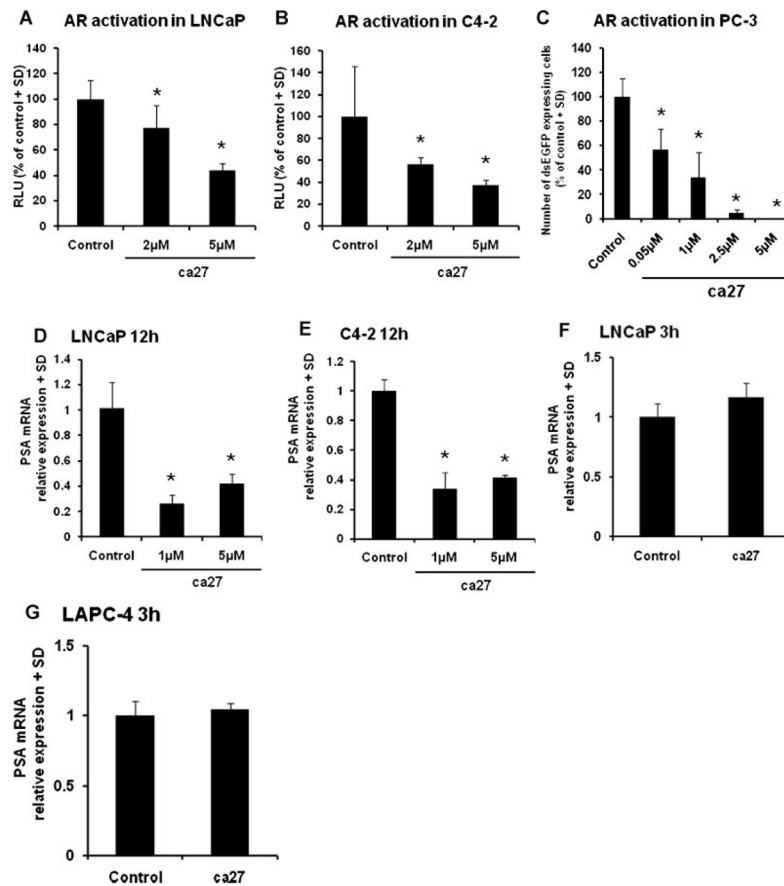 A AR activation in LNCaP
RLU (% of control + SD)
140
120
100
80
60
40
20
0
*
*
Control 2µM 5µM
ca27
B AR activation in C4-2
RLU (% of control + SD)
160
140
120
100
80
60
40
20
0
*
*
Control 2µM 5µM
ca27
C AR activation in PC-3
Number of dsEGFP expressing cells
(% of control + SD)
140
120
100
80
60
40
20
0
*
*
*
*
Control 0.05µM 1µM 2.5µM 5µM
ca27
D LNCaP 12h
PSA mRNA
relative expression + SD
1.4
1.2
1
0.8
0.6
0.4
0.2
0
*
*
Control 1µM 5µM
ca27
E C4-2 12h
PSA mRNA
relative expression + SD
1.2
1
0.8
0.6
0.4
0.2
0
*
*
Control 1µM 5µM
ca27
F LNCaP 3h
PSA mRNA
relative expression + SD
1.5
1
0.5
0
Control ca27
G LAPC-4 3h
PSA mRNA
relative expression + SD
1.5
1
0.5
0
Control ca27